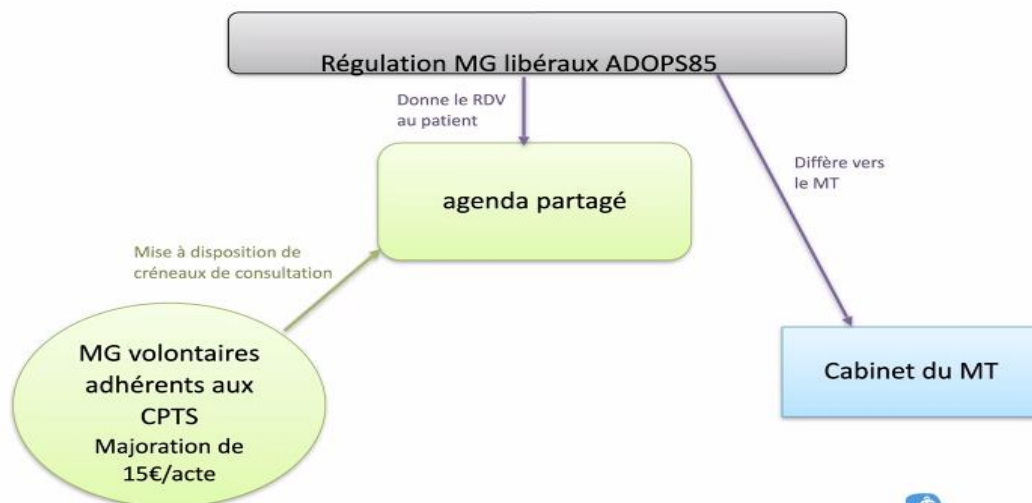 Régulation MG libéraux ADOPS85
Donne le RDV
au patient
Diffère vers
le MT
agenda partagé
Mise à disposition de
créneaux de consultation
MG volontaires
adhérents aux
CPTS
Majoration de
15€/acte
Cabinet du MT